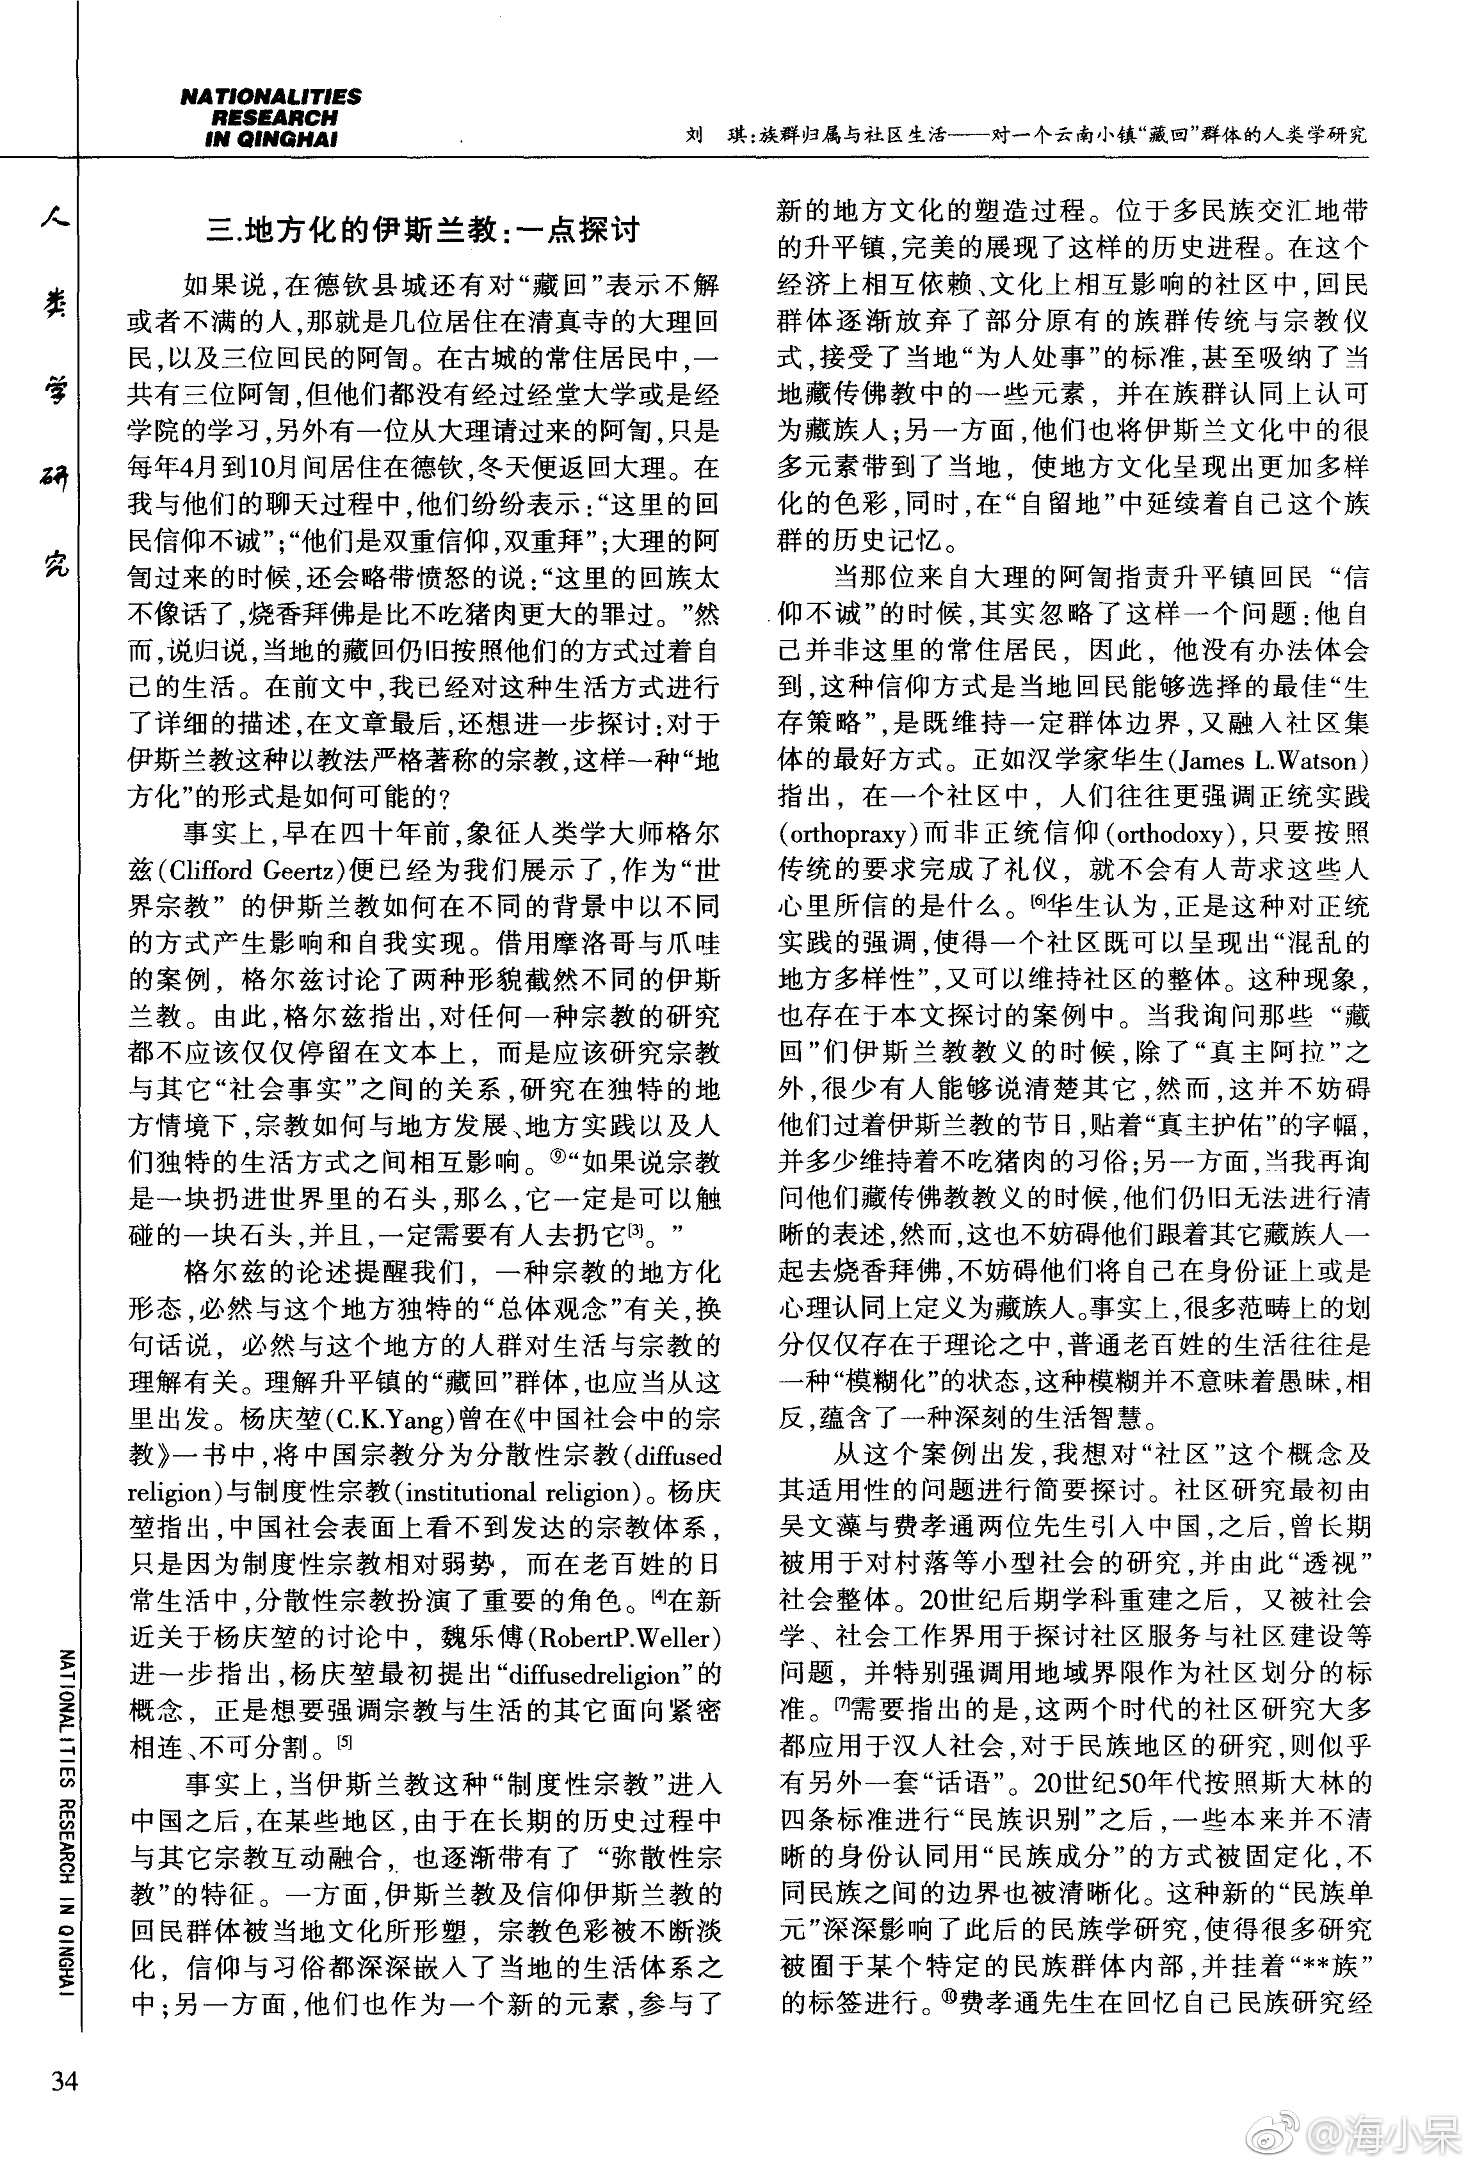 NATIONALITIES
RESEARCH
IN QINGHAI
刘　琪:族群归属与社区生活——对一个云南小镇“藏回”群体的人类学研究
人
类
学
研
究
三.地方化的伊斯兰教:一点探讨
如果说,在德钦县城还有对“藏回”表示不解
或者不满的人,那就是几位居住在清真寺的大理回
民,以及三位回民的阿訇。在古城的常住居民中,一
共有三位阿訇,但他们都没有经过经堂大学或是经
学院的学习,另外有一位从大理请过来的阿訇,只是
每年4月到10月间居住在德钦,冬天便返回大理。在
我与他们的聊天过程中,他们纷纷表示:“这里的回
民信仰不诚”;“他们是双重信仰,双重拜”;大理的阿
訇过来的时候,还会略带愤怒的说:“这里的回族太
不像话了,烧香拜佛是比不吃猪肉更大的罪过。”然
而,说归说,当地的藏回仍旧按照他们的方式过着自
己的生活。在前文中,我已经对这种生活方式进行
了详细的描述,在文章最后,还想进一步探讨:对于
伊斯兰教这种以教法严格著称的宗教,这样一种“地
方化”的形式是如何可能的?
事实上,早在四十年前,象征人类学大师格尔
兹(Clifford Geertz)便已经为我们展示了,作为“世
界宗教”的伊斯兰教如何在不同的背景中以不同
的方式产生影响和自我实现。借用摩洛哥与爪哇
的案例，格尔兹讨论了两种形貌截然不同的伊斯
兰教。由此,格尔兹指出,对任何一种宗教的研究
都不应该仅仅停留在文本上，而是应该研究宗教
与其它“社会事实”之间的关系,研究在独特的地
方情境下,宗教如何与地方发展、地方实践以及人
们独特的生活方式之间相互影响。⑨“如果说宗教
是一块扔进世界里的石头,那么,它一定是可以触
碰的一块石头,并且,一定需要有人去扔它[3]。”
格尔兹的论述提醒我们，一种宗教的地方化
形态,必然与这个地方独特的“总体观念”有关,换
句话说，必然与这个地方的人群对生活与宗教的
理解有关。理解升平镇的“藏回”群体,也应当从这
里出发。杨庆堃(C.K.Yang)曾在《中国社会中的宗
教》一书中,将中国宗教分为分散性宗教(diffused
religion)与制度性宗教(institutional religion)。杨庆
堃指出,中国社会表面上看不到发达的宗教体系,
只是因为制度性宗教相对弱势，而在老百姓的日
常生活中,分散性宗教扮演了重要的角色。[4]在新
近关于杨庆堃的讨论中，魏乐傅(RobertP.Weller)
进一步指出,杨庆堃最初提出“diffusedreligion”的
概念，正是想要强调宗教与生活的其它面向紧密
相连、不可分割。[5]
事实上,当伊斯兰教这种“制度性宗教”进入
中国之后,在某些地区,由于在长期的历史过程中
与其它宗教互动融合，也逐渐带有了“弥散性宗
教”的特征。一方面,伊斯兰教及信仰伊斯兰教的
回民群体被当地文化所形塑，宗教色彩被不断淡
化，信仰与习俗都深深嵌入了当地的生活体系之
中;另一方面,他们也作为一个新的元素,参与了
新的地方文化的塑造过程。位于多民族交汇地带
的升平镇,完美的展现了这样的历史进程。在这个
经济上相互依赖、文化上相互影响的社区中,回民
群体逐渐放弃了部分原有的族群传统与宗教仪
式,接受了当地“为人处事”的标准,甚至吸纳了当
地藏传佛教中的一些元素，并在族群认同上认可
为藏族人;另一方面,他们也将伊斯兰文化中的很
多元素带到了当地，使地方文化呈现出更加多样
化的色彩,同时,在“自留地”中延续着自己这个族
群的历史记忆。
当那位来自大理的阿訇指责升平镇回民“信
仰不诚”的时候,其实忽略了这样一个问题:他自
己并非这里的常住居民，因此，他没有办法体会
到,这种信仰方式是当地回民能够选择的最佳“生
存策略”,是既维持一定群体边界,又融入社区集
体的最好方式。正如汉学家华生(James L.Watson)
指出，在一个社区中，人们往往更强调正统实践
(orthopraxy)而非正统信仰(orthodoxy),只要按照
传统的要求完成了礼仪，就不会有人苛求这些人
心里所信的是什么。[6]华生认为,正是这种对正统
实践的强调,使得一个社区既可以呈现出“混乱的
地方多样性”,又可以维持社区的整体。这种现象,
也存在于本文探讨的案例中。当我询问那些“藏
回”们伊斯兰教教义的时候,除了“真主阿拉”之
外,很少有人能够说清楚其它,然而,这并不妨碍
他们过着伊斯兰教的节日,贴着“真主护佑”的字幅,
并多少维持着不吃猪肉的习俗;另一方面,当我再询
问他们藏传佛教教义的时候,他们仍旧无法进行清
晰的表述,然而,这也不妨碍他们跟着其它藏族人一
起去烧香拜佛,不妨碍他们将自己在身份证上或是
心理认同上定义为藏族人。事实上,很多范畴上的划
分仅仅存在于理论之中,普通老百姓的生活往往是
一种“模糊化”的状态,这种模糊并不意味着愚昧,相
反,蕴含了一种深刻的生活智慧。
从这个案例出发,我想对“社区”这个概念及
其适用性的问题进行简要探讨。社区研究最初由
吴文藻与费孝通两位先生引入中国,之后,曾长期
被用于对村落等小型社会的研究,并由此“透视”
社会整体。20世纪后期学科重建之后，又被社会
学、社会工作界用于探讨社区服务与社区建设等
问题，并特别强调用地域界限作为社区划分的标
准。[7]需要指出的是,这两个时代的社区研究大多
都应用于汉人社会,对于民族地区的研究,则似乎
有另外一套“话语”。20世纪50年代按照斯大林的
四条标准进行“民族识别”之后,一些本来并不清
晰的身份认同用“民族成分”的方式被固定化,不
同民族之间的边界也被清晰化。这种新的“民族单
元”深深影响了此后的民族学研究,使得很多研究
被囿于某个特定的民族群体内部,并挂着“**族”
的标签进行。⑩费孝通先生在回忆自己民族研究经
NATIONALITIES RESEARCH IN QINGHAI
34
@海小呆